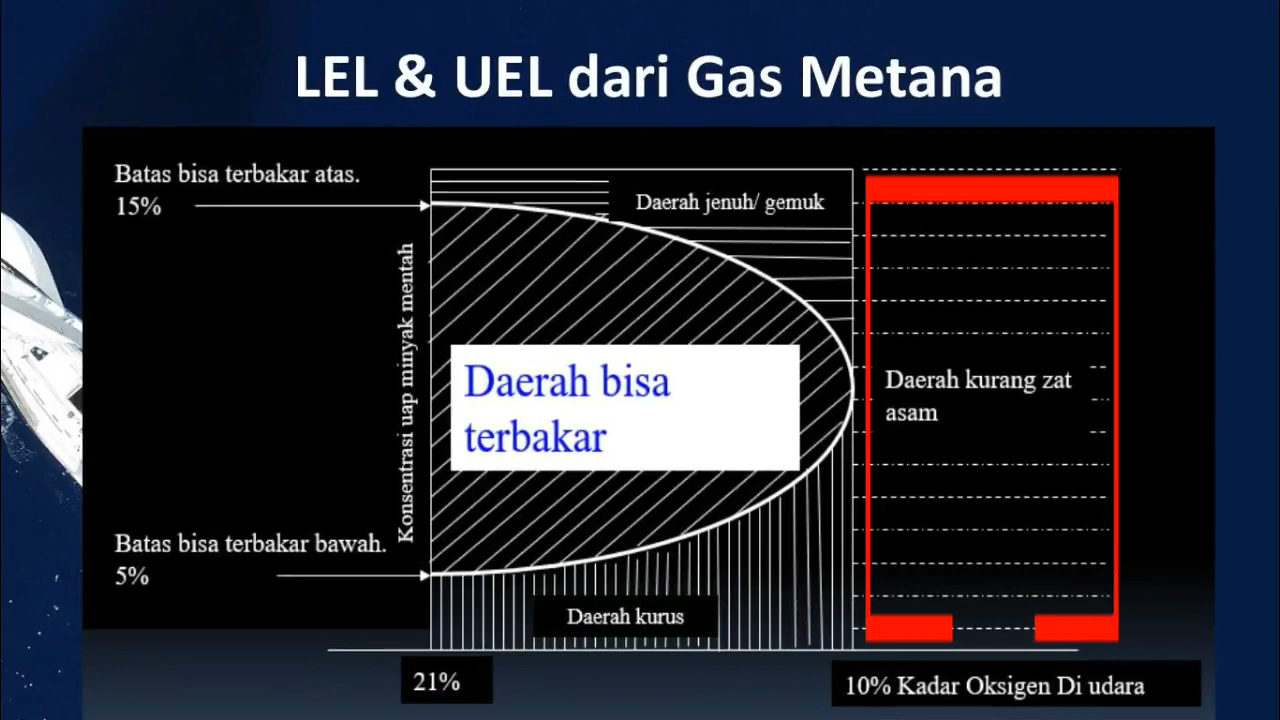 LEL & UEL dari Gas Metana
Batas bisa terbakar atas.
15%
Daerah jenuh/ gemuk
Konsentrasi uap minyak mentah
Daerah bisa
terbakar
Daerah kurang zat
asam
Batas bisa terbakar bawah.
5%
Daerah kurus
21%
10% Kadar Oksigen Di udara